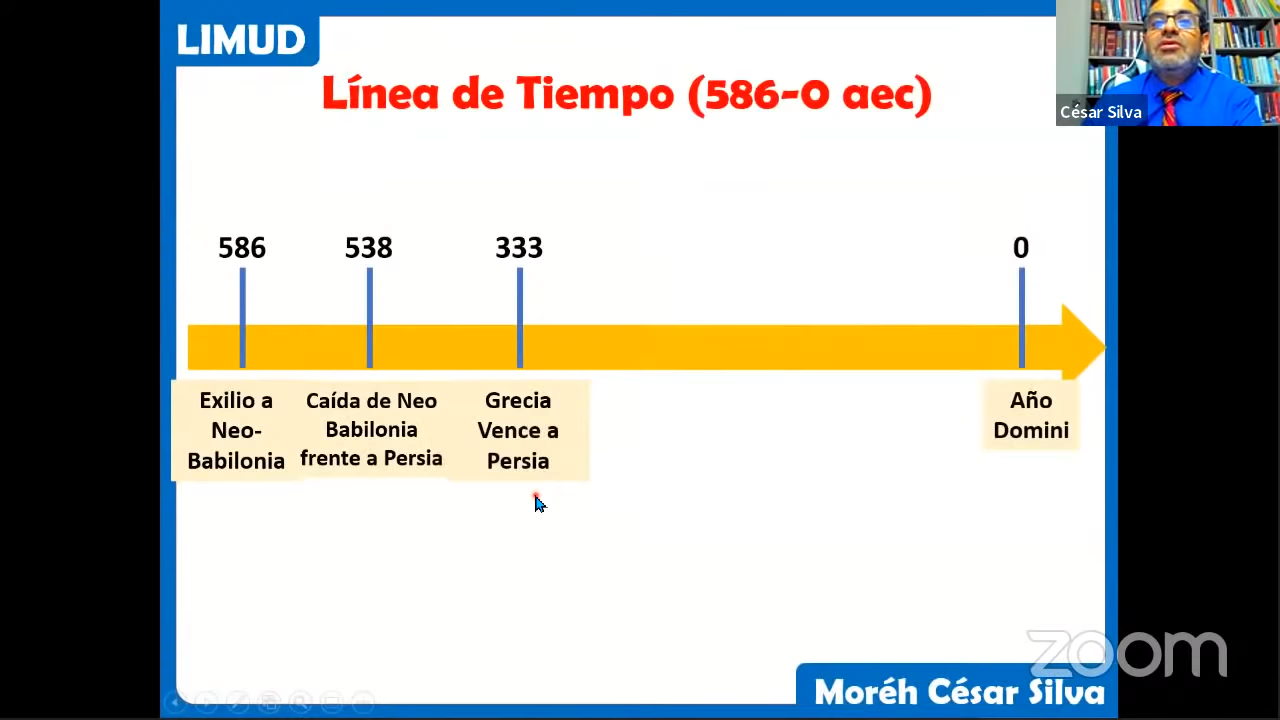 LIMUD
Línea de Tiempo (586-0 aec)
César Silva
586
538
333
0
Exilio a
Neo-
Babilonia
Caída de Neo
Babilonia
frente a Persia
Grecia
Vence a
Persia
Año
Domini
zoom
Moréh César Silva